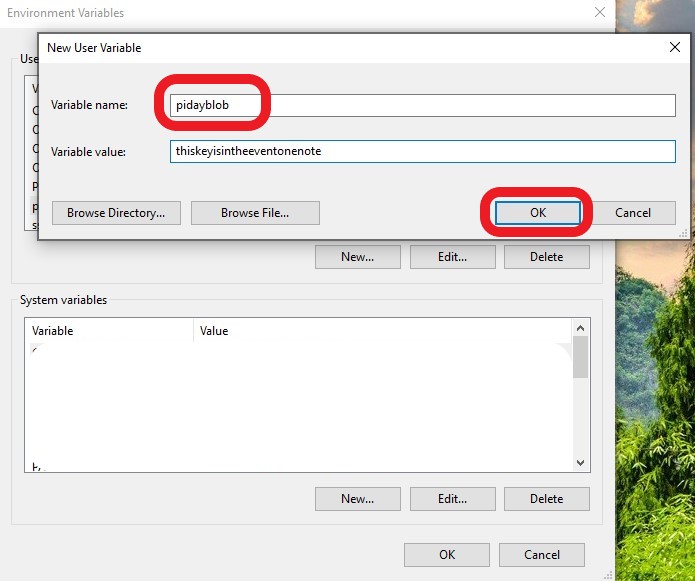 Environment Variables
New User Variable
Variable name:
pidayblob
Variable value:
thiskeyisintheeventonenote
Browse Directory...
Browse File...
OK
Cancel
New...
Edit...
Delete
System variables
Variable
Value
New...
Edit...
Delete
OK
Cancel